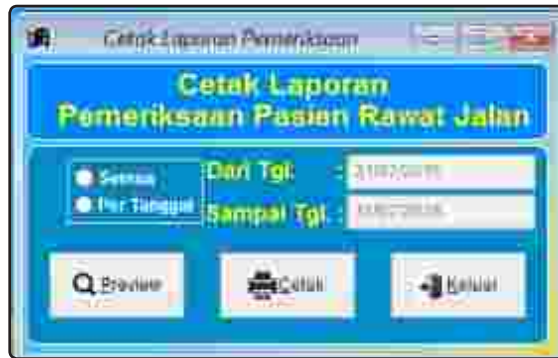 Cetak Laporan Pemeriksaan
Cetak Laporan
Pemeriksaan Pasien Rawat Jalan
Semua
Per Tanggal
Dari Tgl. :
Sampai Tgl. :
Preview
Cetak
Keluar